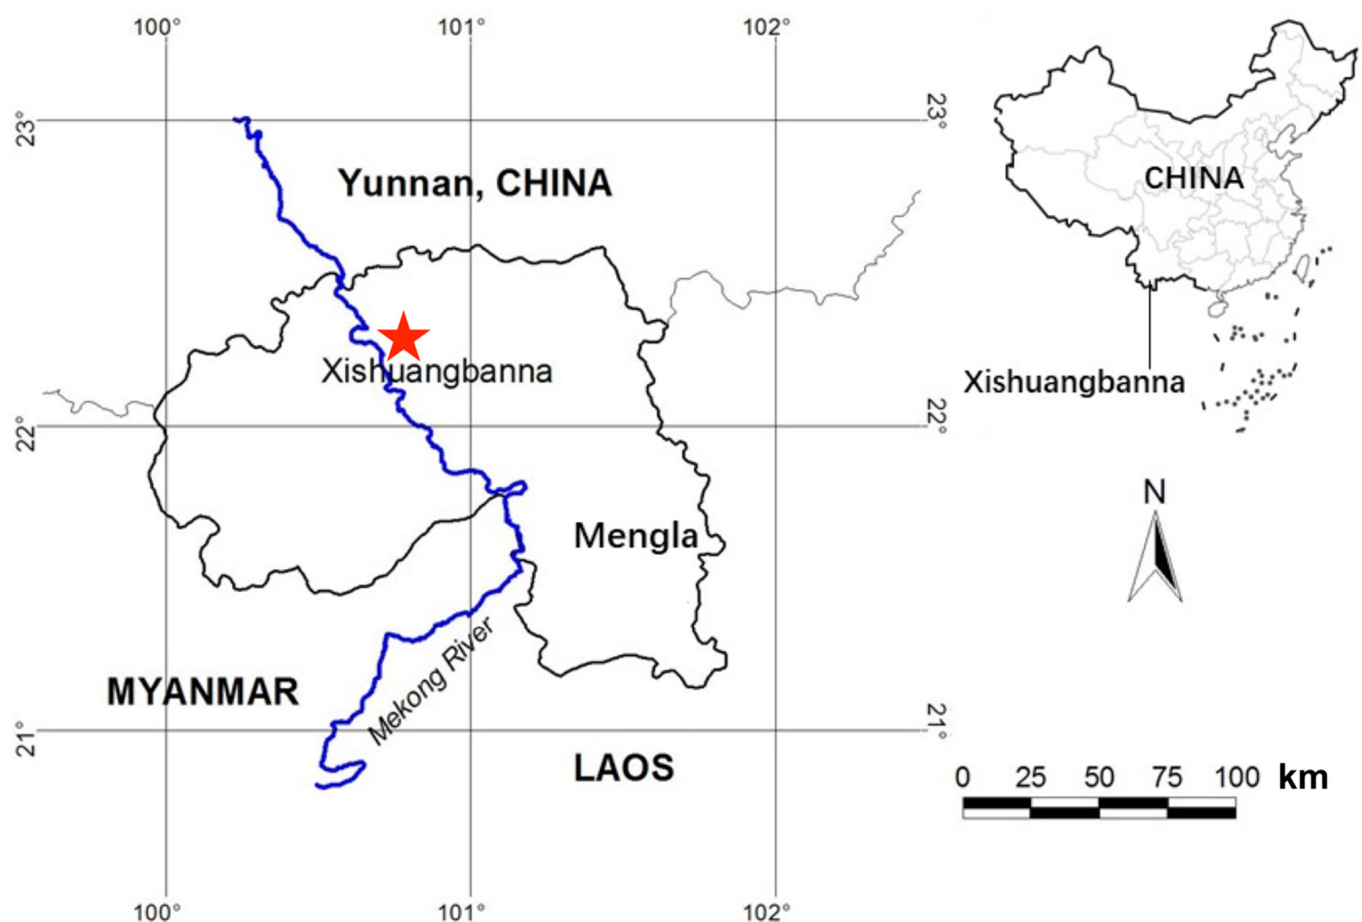 100°
101°
102°
23°
23°
Yunnan, CHINA
CHINA
Xishuangbanna
Xishuangbanna
22°
22°
N
Mengla
Mekong River
MYANMAR
21°
21°
LAOS
0 25 50 75 100 km
100°
101°
102°